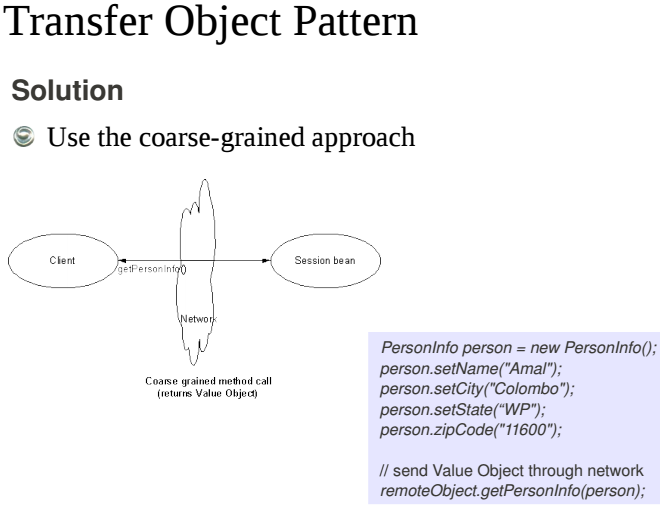 Transfer Object Pattern
Solution
Use the coarse-grained approach
Client
getPersonInfo()
Session bean
Network
Coarse grained method call
(returns Value Object)
PersonInfo person = new PersonInfo();
person.setName("Amal");
person.setCity("Colombo");
person.setState(“WP");
person.zipCode("11600");
// send Value Object through network
remoteObject.getPersonInfo(person);